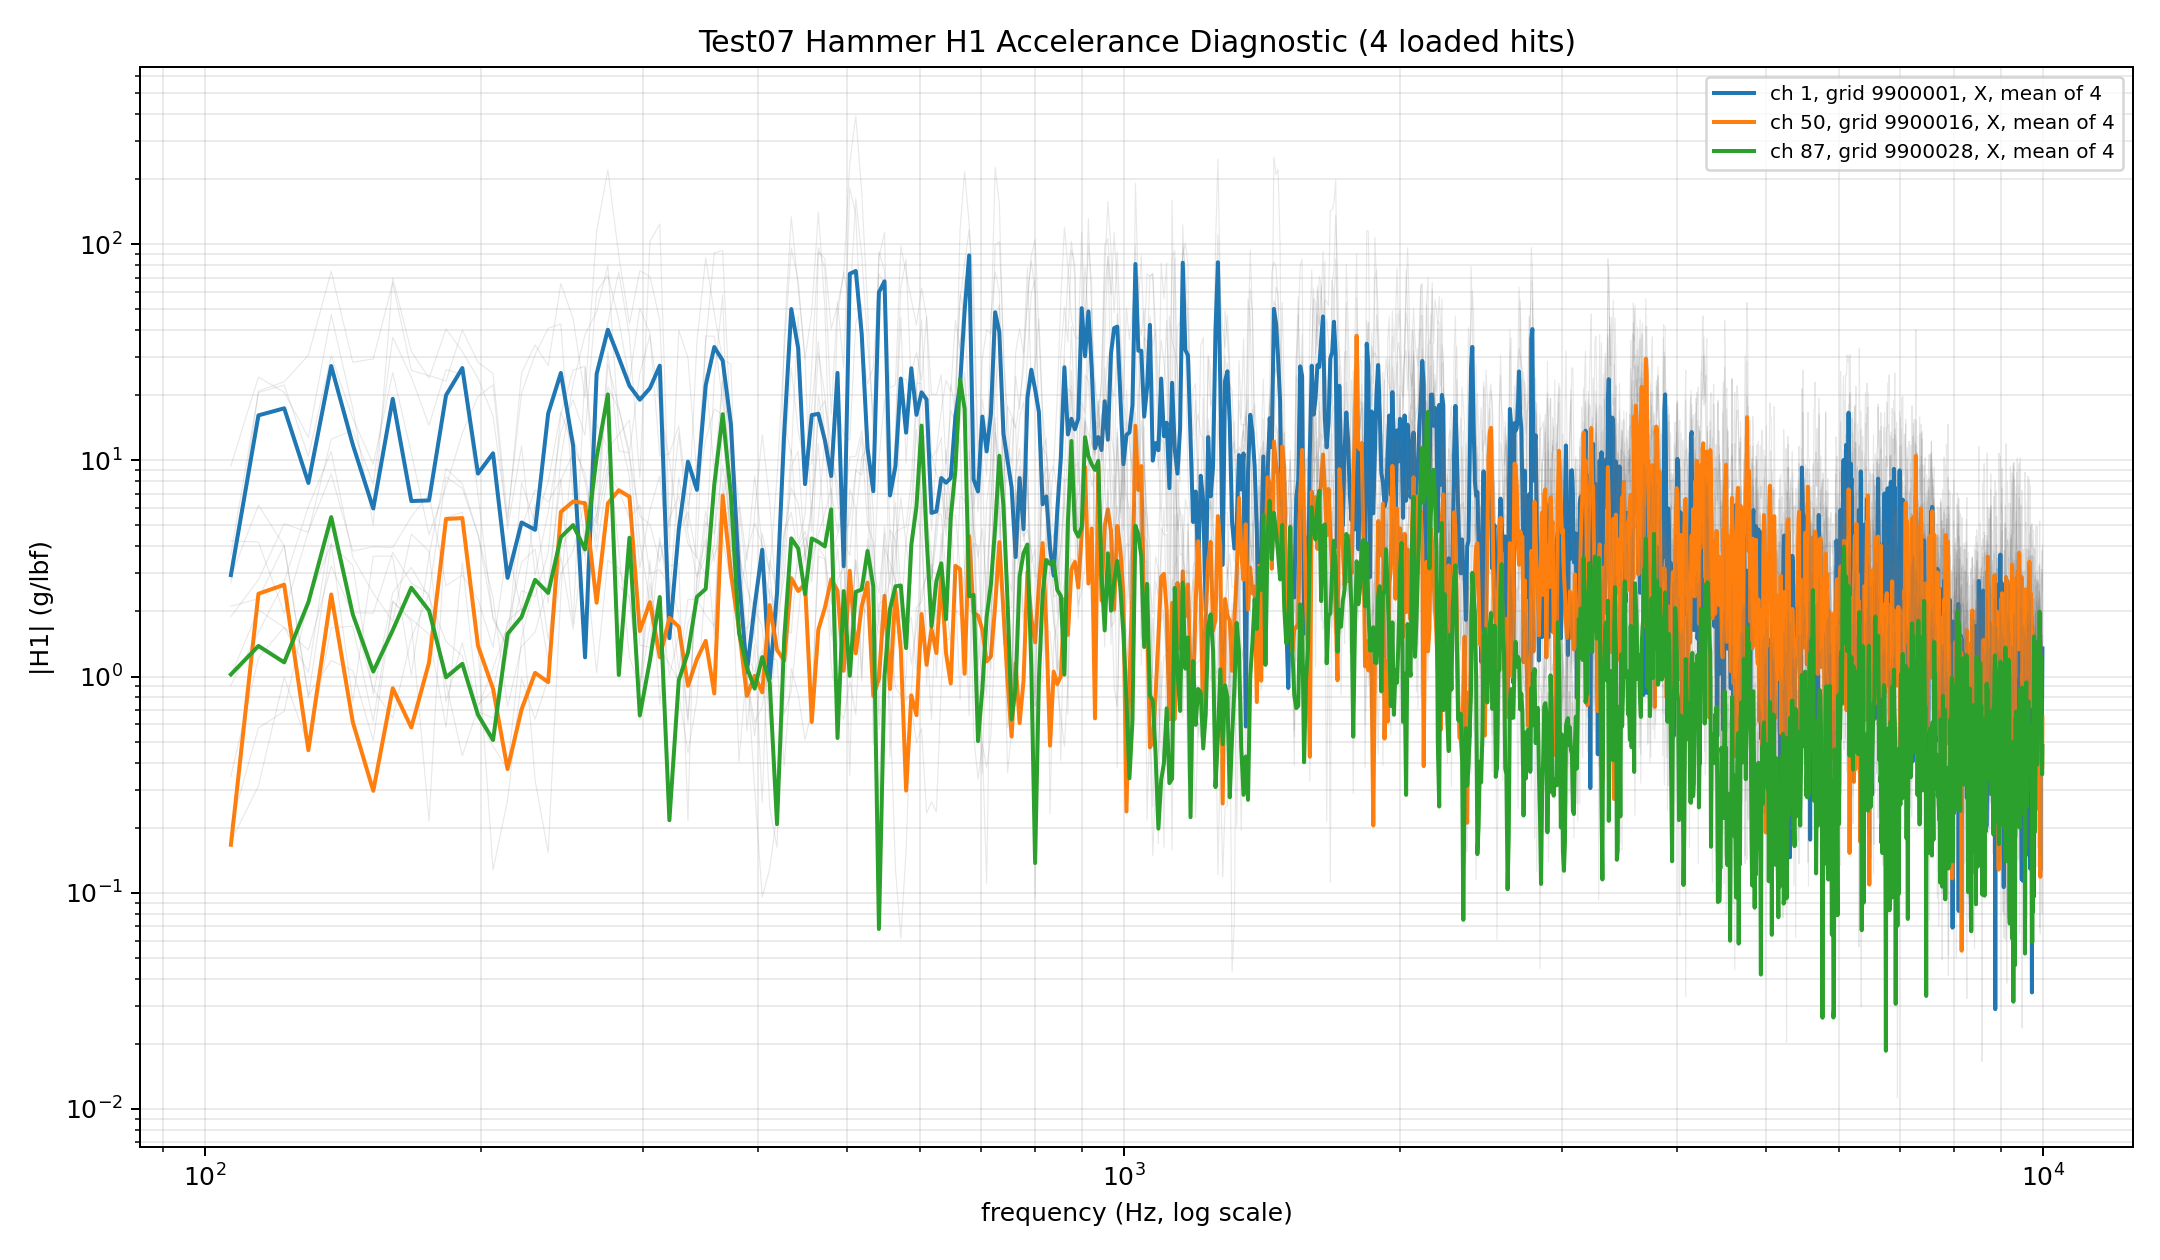 Test07 Hammer H1 Accelerance Diagnostic (4 loaded hits)
ch 1, grid 9900001, X, mean of 4
ch 50, grid 9900016, X, mean of 4
ch 87, grid 9900028, X, mean of 4
|H1| (g/lbf)
10²
10¹
10⁰
10⁻¹
10⁻²
10² 10³ 10⁴
frequency (Hz, log scale)